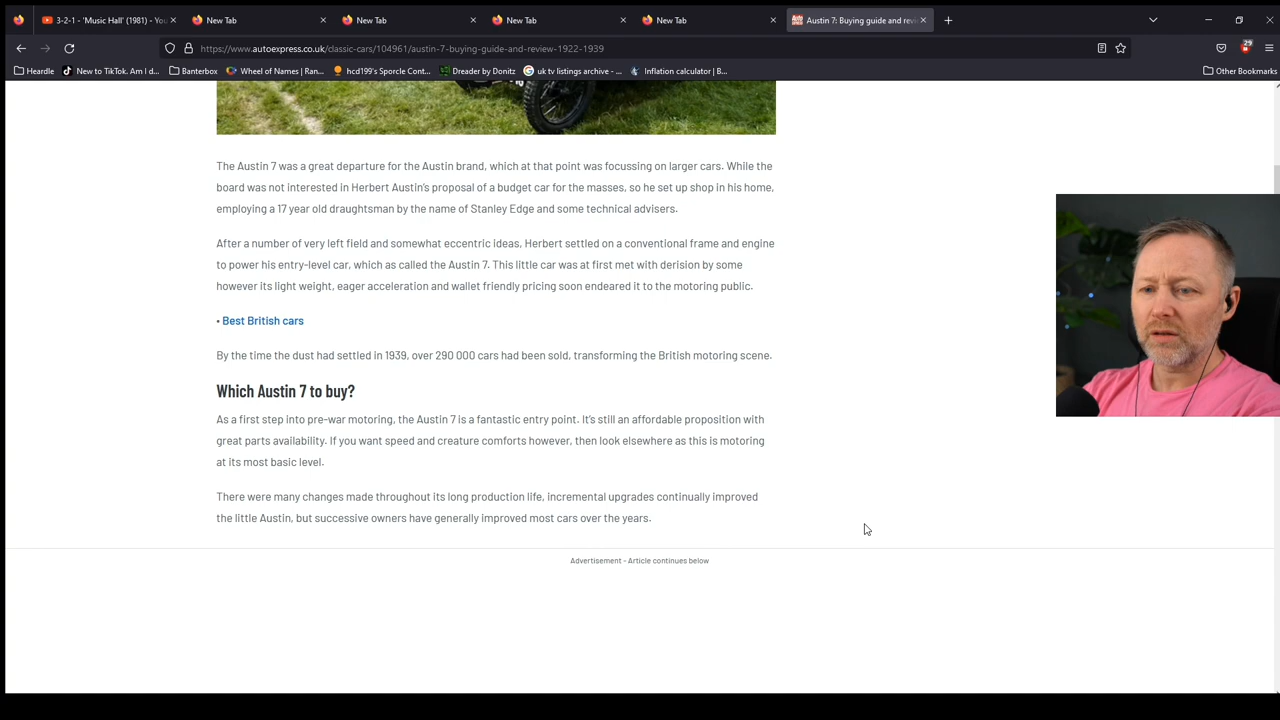 3-2-1 - 'Music Hall' (1981) - You
New Tab
New Tab
New Tab
New Tab
Austin 7: Buying guide and revi
https://www.autoexpress.co.uk/classic-cars/104961/austin-7-buying-guide-and-review-1922-1939
29
Heardle
New to TikTok. Am I d...
Banterbox
Wheel of Names | Ran...
hcd199's Sporcle Cont...
Dreader by Donitz
uk tv listings archive - ...
Inflation calculator | B...
Other Bookmarks
The Austin 7 was a great departure for the Austin brand, which at that point was focussing on larger cars. While the
board was not interested in Herbert Austin's proposal of a budget car for the masses, so he set up shop in his home,
employing a 17 year old draughtsman by the name of Stanley Edge and some technical advisers.
After a number of very left field and somewhat eccentric ideas, Herbert settled on a conventional frame and engine
to power his entry-level car, which as called the Austin 7. This little car was at first met with derision by some
however its light weight, eager acceleration and wallet friendly pricing soon endeared it to the motoring public.
• Best British cars
By the time the dust had settled in 1939, over 290 000 cars had been sold, transforming the British motoring scene.
Which Austin 7 to buy?
As a first step into pre-war motoring, the Austin 7 is a fantastic entry point. It's still an affordable proposition with
great parts availability. If you want speed and creature comforts however, then look elsewhere as this is motoring
at its most basic level.
There were many changes made throughout its long production life, incremental upgrades continually improved
the little Austin, but successive owners have generally improved most cars over the years.
Advertisement - Article continues below